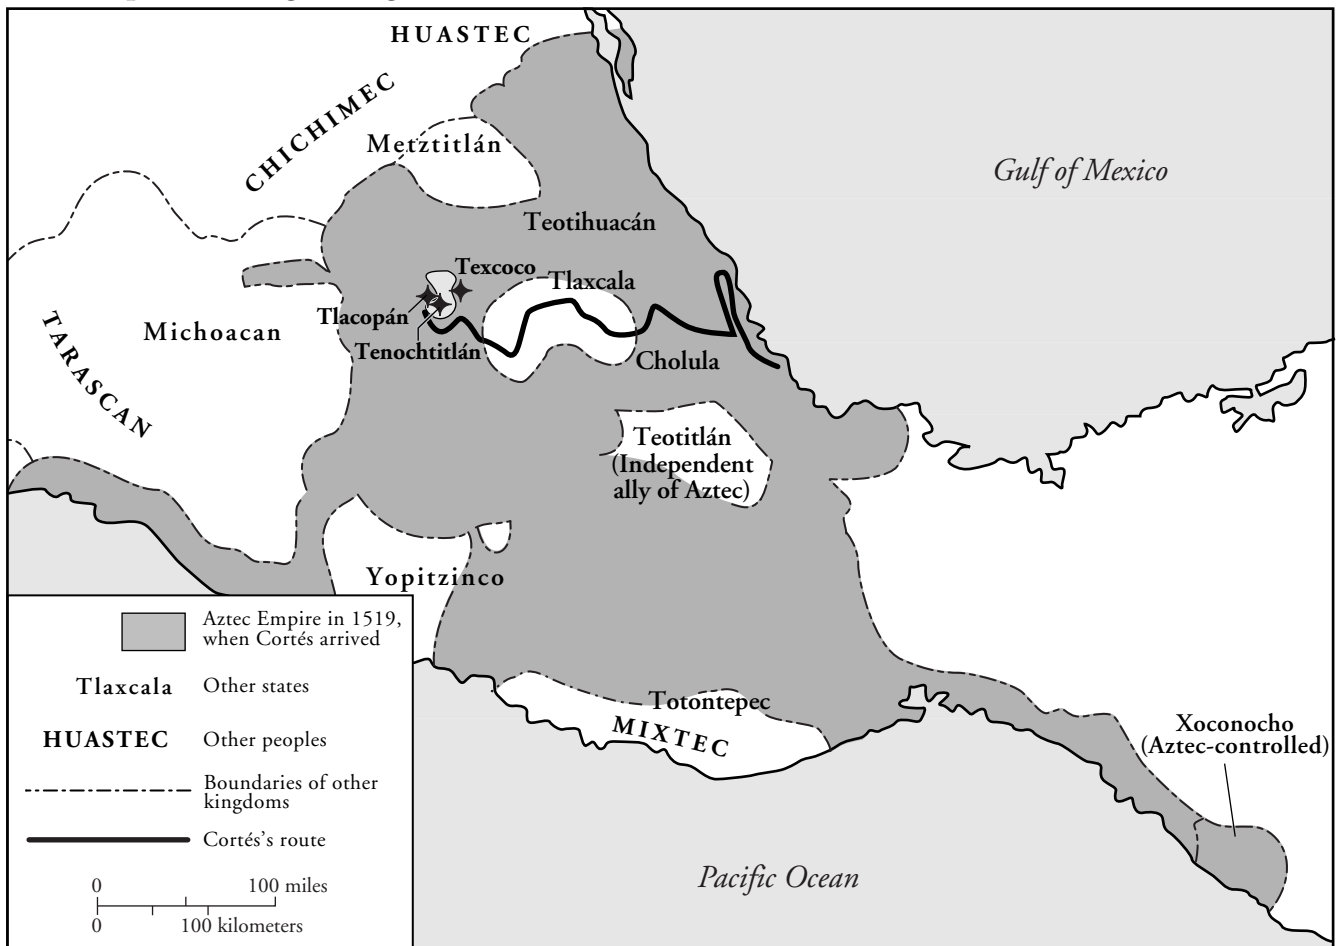 HUASTEC
CHICHIMEC
Metztitlán
Gulf of Mexico
Teotihuacán
Texcoco
Tlaxcala
Tlacopán
Michoacan
Tenochtitlán
Cholula
TARASCAN
Teotitlán
(Independent
ally of Aztec)
Yopitzinco
Totontepec
MIXTEC
Xoconocho
(Aztec-controlled)
Pacific Ocean
Aztec Empire in 1519,
when Cortés arrived
Tlaxcala Other states
HUASTEC Other peoples
Boundaries of other
kingdoms
Cortés's route
0 100 miles
0 100 kilometers